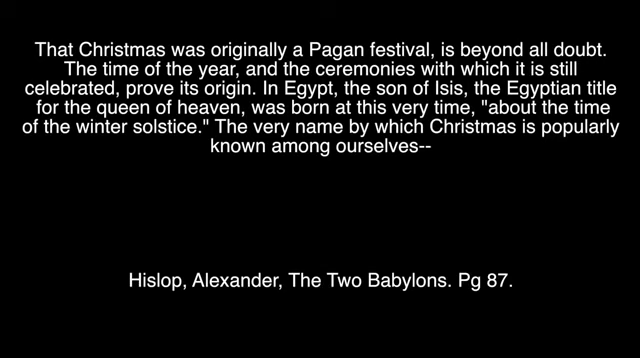 That Christmas was originally a Pagan festival, is beyond all doubt.
The time of the year, and the ceremonies with which it is still
celebrated, prove its origin. In Egypt, the son of Isis, the Egyptian title
for the queen of heaven, was born at this very time, "about the time
of the winter solstice." The very name by which Christmas is popularly
known among ourselves--
Hislop, Alexander, The Two Babylons. Pg 87.